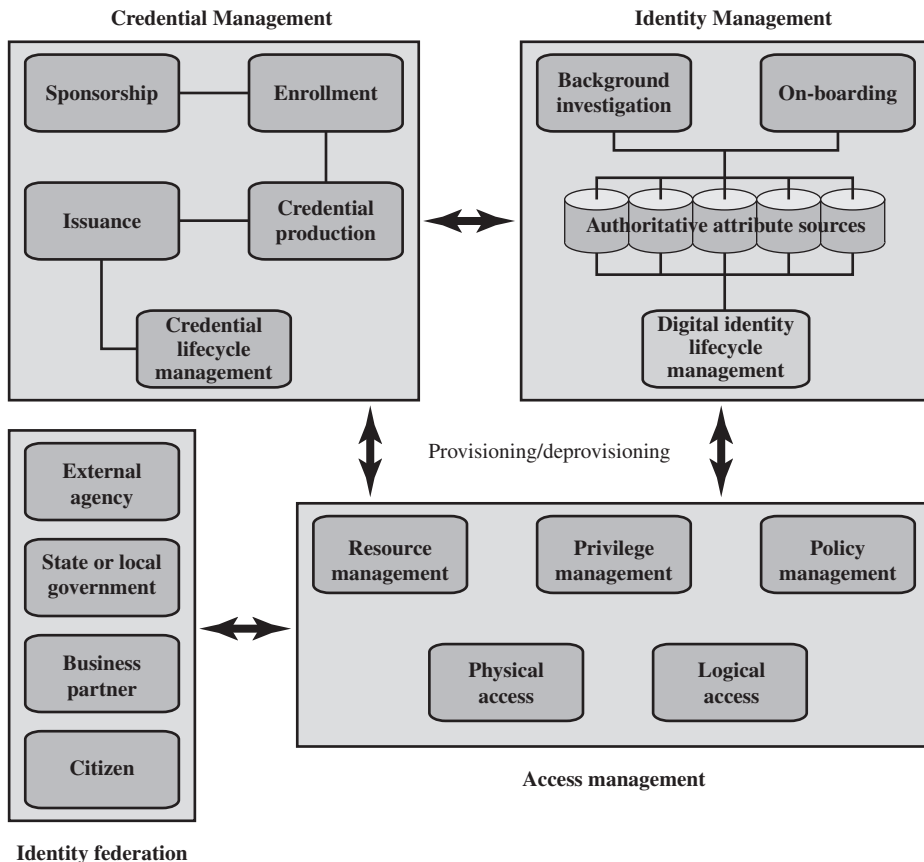 Credential Management
Sponsorship
Enrollment
Issuance
Credential
production
Credential
lifecycle
management
Identity Management
Background
investigation
On-boarding
Authoritative attribute sources
Digital identity
lifecycle
management
Provisioning/deprovisioning
External
agency
State or local
government
Business
partner
Citizen
Identity federation
Resource
management
Privilege
management
Policy
management
Physical
access
Logical
access
Access management